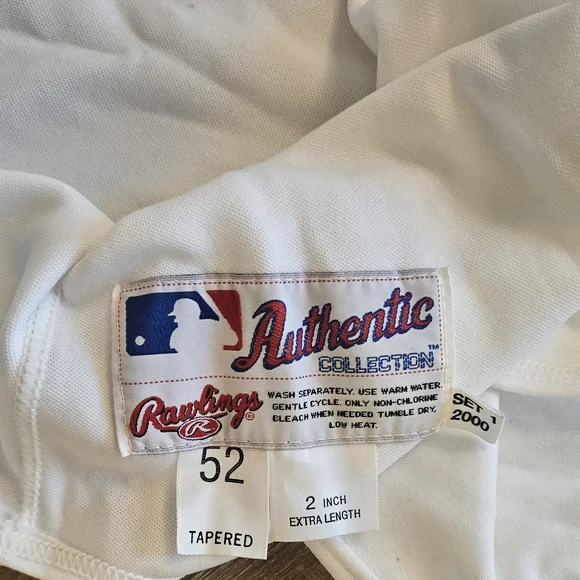 Authentic
COLLECTION™
Rawlings®
R
WASH SEPARATELY. USE WARM WATER.
GENTLE CYCLE. ONLY NON-CHLORINE
BLEACH WHEN NEEDED TUMBLE DRY,
LOW HEAT.
SET 1
2000
52
TAPERED
2 INCH
EXTRA LENGTH